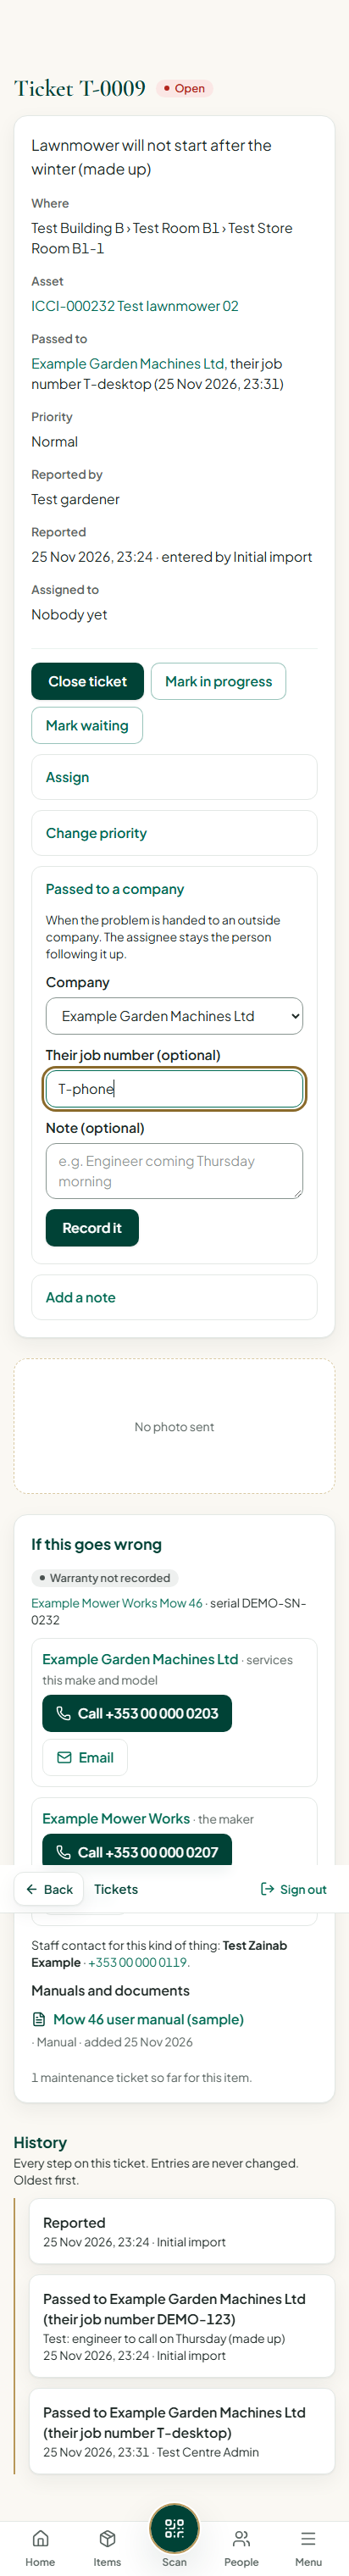 Ticket T-0009
Open
Lawnmower will not start after the
winter (made up)
Where
Test Building B › Test Room B1 › Test Store
Room B1-1
Asset
ICCI-000232 Test lawnmower 02
Passed to
Example Garden Machines Ltd, their job
number T-desktop (25 Nov 2026, 23:31)
Priority
Normal
Reported by
Test gardener
Reported
25 Nov 2026, 23:24 · entered by Initial import
Assigned to
Nobody yet
Close ticket
Mark in progress
Mark waiting
Assign
Change priority
Passed to a company
When the problem is handed to an outside
company. The assignee stays the person
following it up.
Company
Example Garden Machines Ltd
Their job number (optional)
T-phone
Note (optional)
e.g. Engineer coming Thursday
morning
Record it
Add a note
No photo sent
If this goes wrong
Warranty not recorded
Example Mower Works Mow 46 · serial DEMO-SN-
0232
Example Garden Machines Ltd · services
this make and model
Call +353 00 000 0203
Email
Example Mower Works · the maker
Call +353 00 000 0207
Back
Tickets
Sign out
Staff contact for this kind of thing: Test Zainab
Example · +353 00 000 0119.
Manuals and documents
Mow 46 user manual (sample)
· Manual · added 25 Nov 2026
1 maintenance ticket so far for this item.
History
Every step on this ticket. Entries are never changed.
Oldest first.
Reported
25 Nov 2026, 23:24 · Initial import
Passed to Example Garden Machines Ltd
(their job number DEMO-123)
Test: engineer to call on Thursday (made up)
25 Nov 2026, 23:24 · Initial import
Passed to Example Garden Machines Ltd
(their job number T-desktop)
25 Nov 2026, 23:31 · Test Centre Admin
Home
Items
Scan
People
Menu